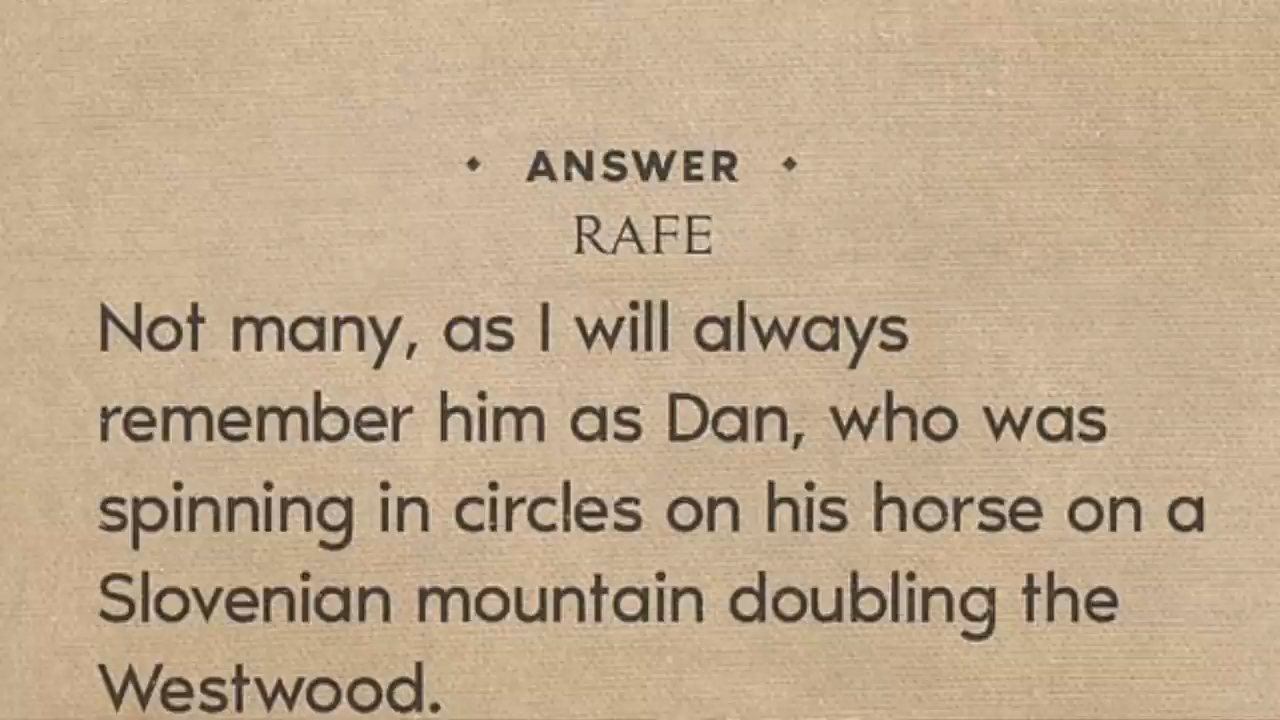 ANSWER
RAFE
Not many, as I will always
remember him as Dan, who was
spinning in circles on his horse on a
Slovenian mountain doubling the
Westwood.